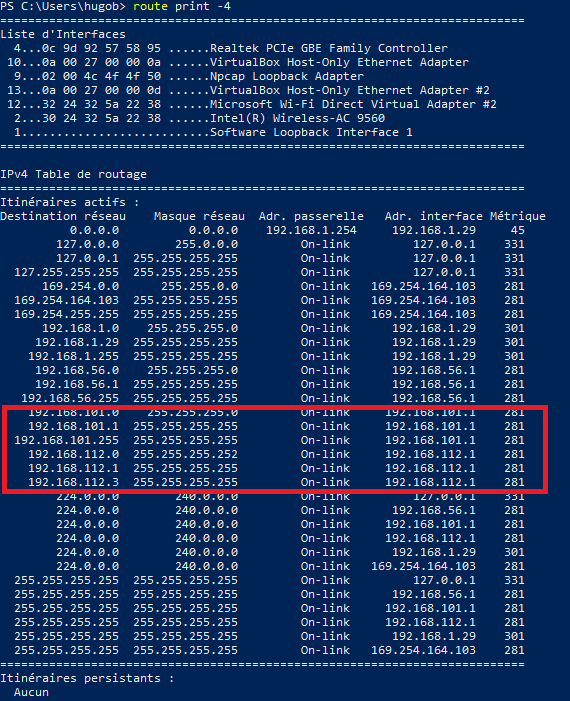 PS C:\Users\hugob> route print -4
===========================================================================
Liste d'Interfaces
  4...0c 9d 92 57 58 95 ......Realtek PCIe GBE Family Controller
 10...0a 00 27 00 00 0a ......VirtualBox Host-Only Ethernet Adapter
  9...02 00 4c 4f 4f 50 ......Npcap Loopback Adapter
 13...0a 00 27 00 00 0d ......VirtualBox Host-Only Ethernet Adapter #2
 12...32 24 32 5a 22 38 ......Microsoft Wi-Fi Direct Virtual Adapter #2
  2...30 24 32 5a 22 38 ......Intel(R) Wireless-AC 9560
  1...........................Software Loopback Interface 1
===========================================================================
IPv4 Table de routage
===========================================================================
Itinéraires actifs :
Destination réseau    Masque réseau  Adr. passerelle   Adr. interface Métrique
0.0.0.0 0.0.0.0 192.168.1.254 192.168.1.29 45
127.0.0.0 255.0.0.0 On-link 127.0.0.1 331
127.0.0.1 255.255.255.255 On-link 127.0.0.1 331
127.255.255.255 255.255.255.255 On-link 127.0.0.1 331
169.254.0.0 255.255.0.0 On-link 169.254.164.103 281
169.254.164.103 255.255.255.255 On-link 169.254.164.103 281
169.254.255.255 255.255.255.255 On-link 169.254.164.103 281
192.168.1.0 255.255.255.0 On-link 192.168.1.29 301
192.168.1.29 255.255.255.255 On-link 192.168.1.29 301
192.168.1.255 255.255.255.255 On-link 192.168.1.29 301
192.168.56.0 255.255.255.0 On-link 192.168.56.1 281
192.168.56.1 255.255.255.255 On-link 192.168.56.1 281
192.168.56.255 255.255.255.255 On-link 192.168.56.1 281
192.168.101.0 255.255.255.0 On-link 192.168.101.1 281
192.168.101.1 255.255.255.255 On-link 192.168.101.1 281
192.168.101.255 255.255.255.255 On-link 192.168.101.1 281
192.168.112.0 255.255.255.252 On-link 192.168.112.1 281
192.168.112.1 255.255.255.255 On-link 192.168.112.1 281
192.168.112.3 255.255.255.255 On-link 192.168.112.1 281
224.0.0.0 240.0.0.0 On-link 127.0.0.1 331
224.0.0.0 240.0.0.0 On-link 192.168.56.1 281
224.0.0.0 240.0.0.0 On-link 192.168.101.1 281
224.0.0.0 240.0.0.0 On-link 192.168.112.1 281
224.0.0.0 240.0.0.0 On-link 192.168.1.29 301
224.0.0.0 240.0.0.0 On-link 169.254.164.103 281
255.255.255.255 255.255.255.255 On-link 127.0.0.1 331
255.255.255.255 255.255.255.255 On-link 192.168.56.1 281
255.255.255.255 255.255.255.255 On-link 192.168.101.1 281
255.255.255.255 255.255.255.255 On-link 192.168.112.1 281
255.255.255.255 255.255.255.255 On-link 192.168.1.29 301
255.255.255.255 255.255.255.255 On-link 169.254.164.103 281
===========================================================================
Itinéraires persistants :
  Aucun